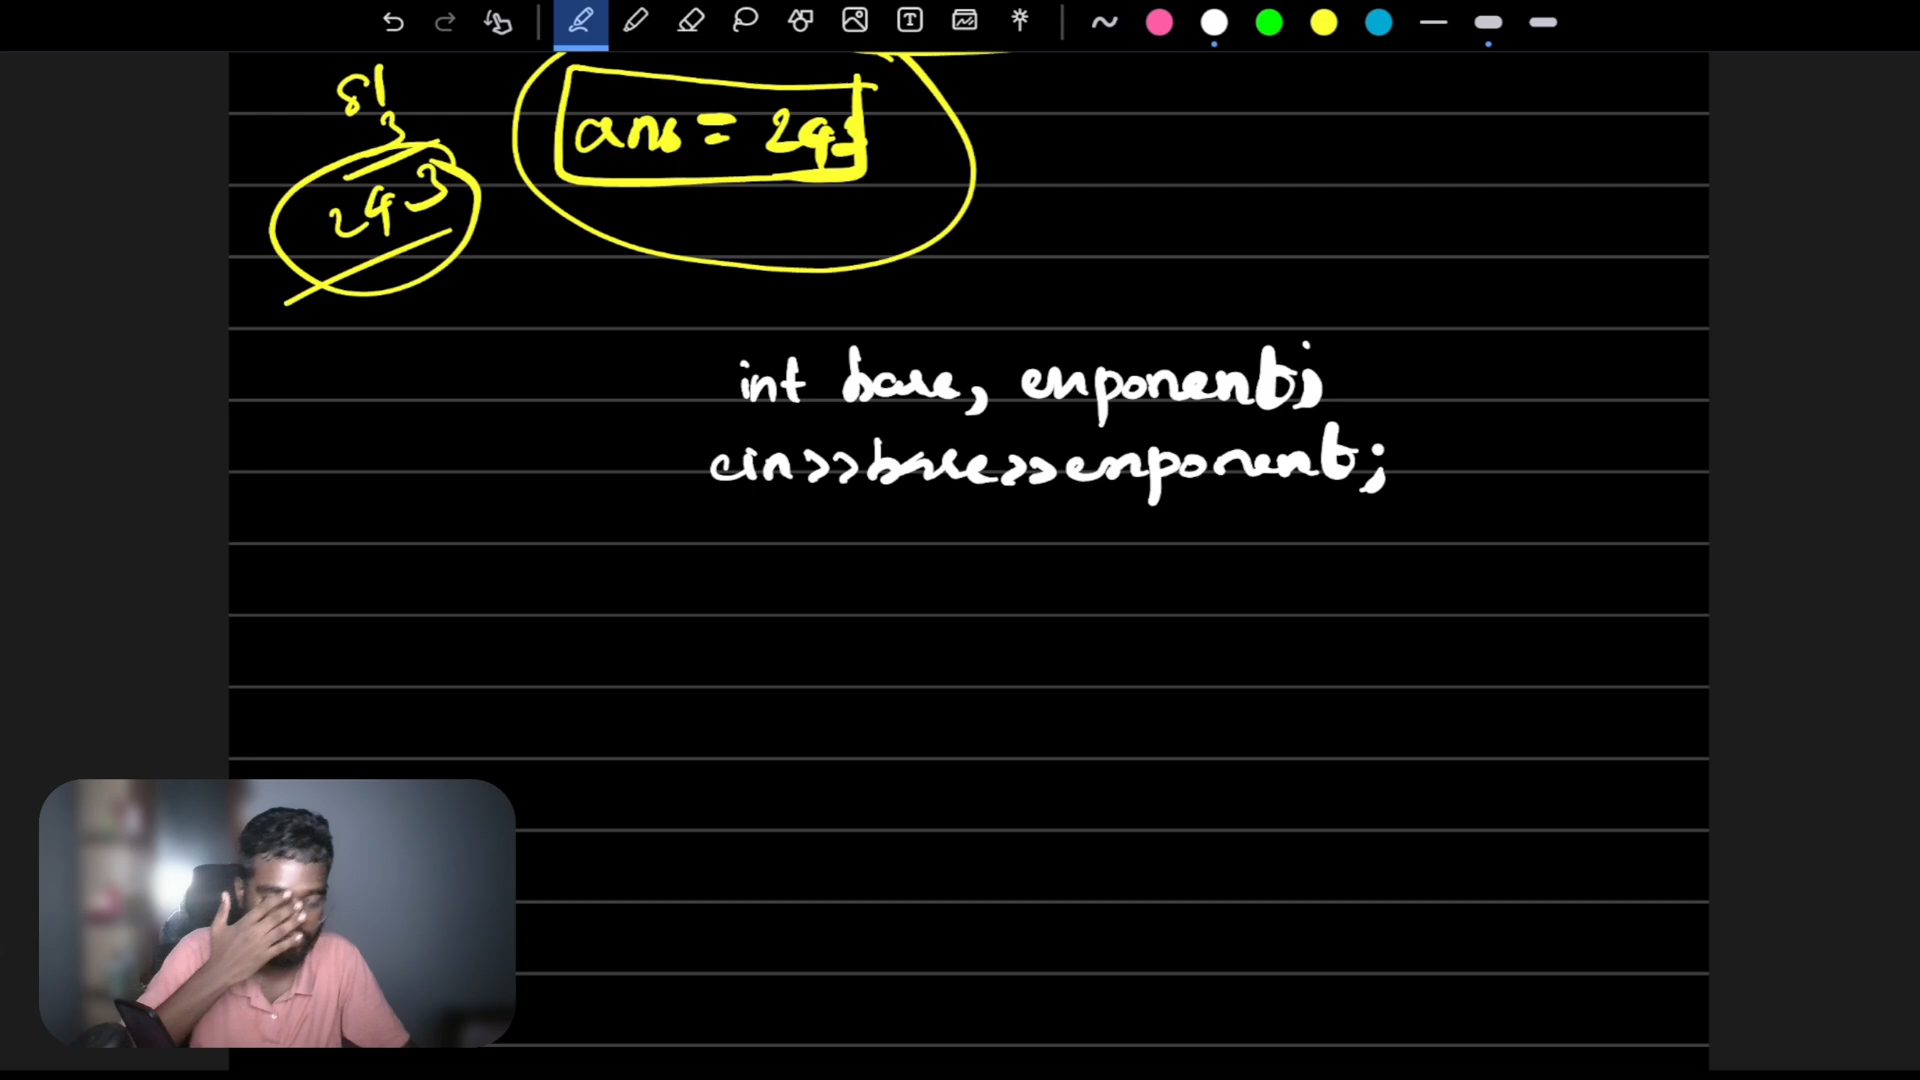 81
3
243
ans = 243
int base, exponent;
cin>>base>>exponent;